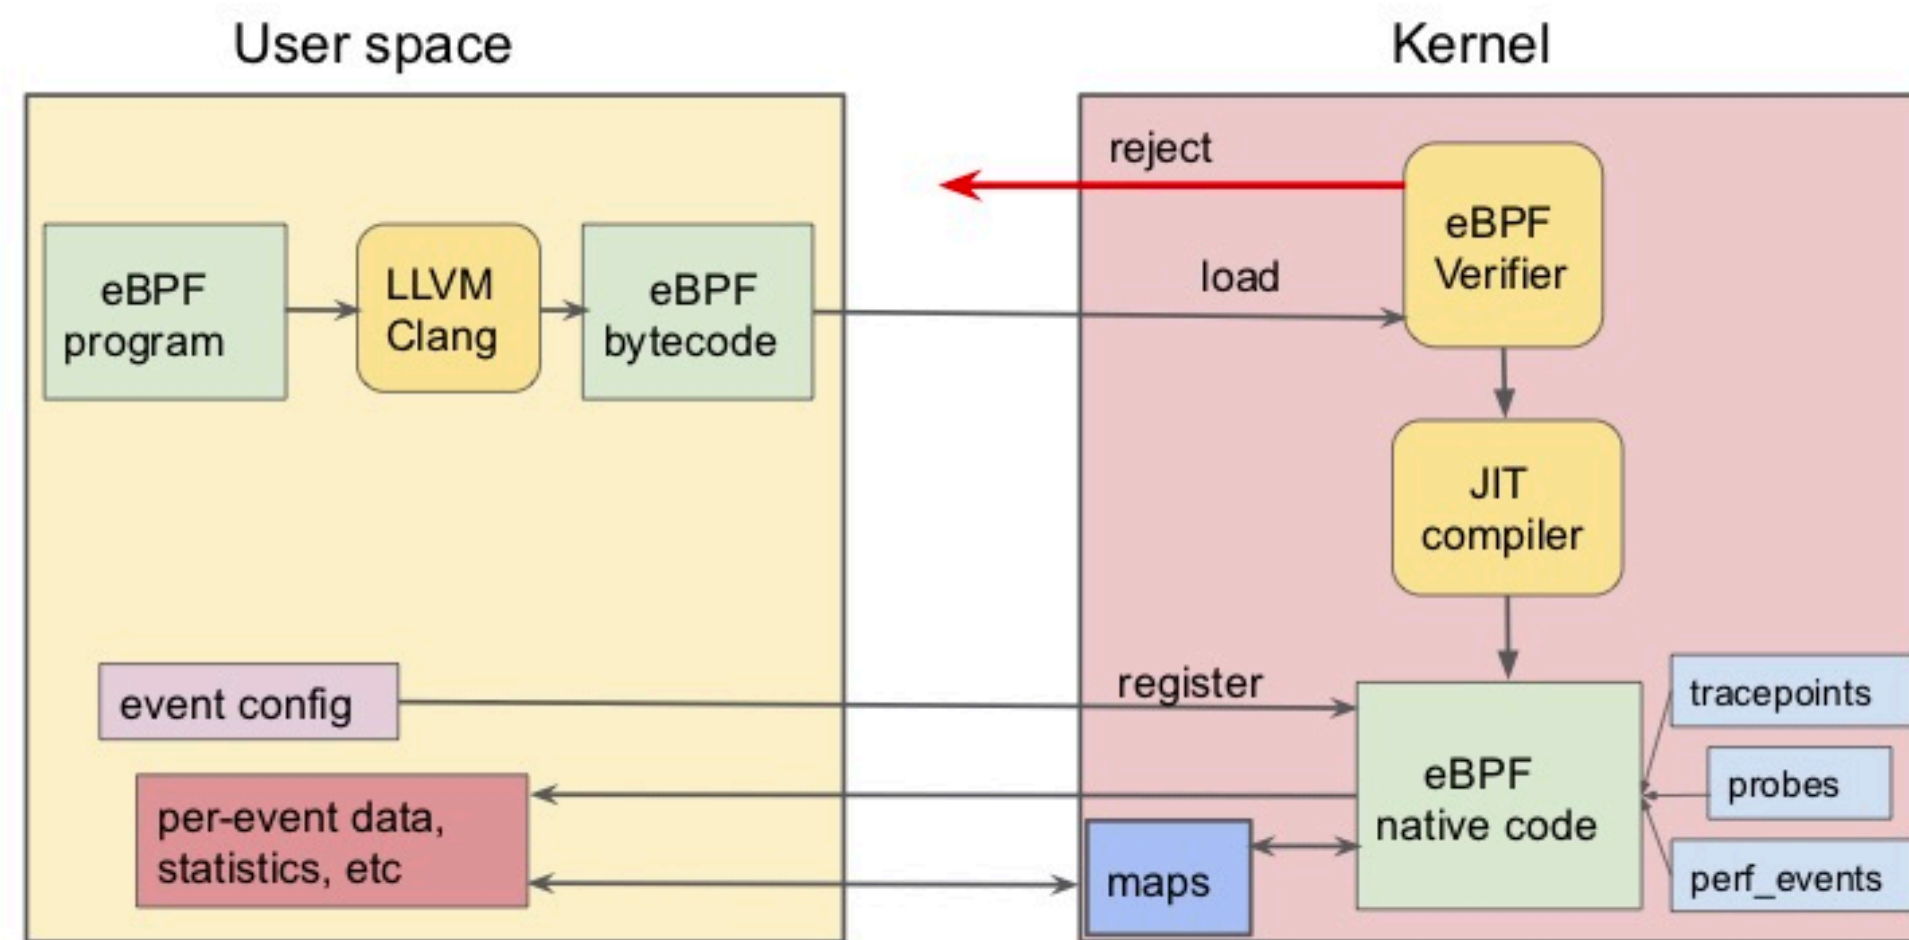 User space
Kernel
reject
eBPF
Verifier
eBPF
program
LLVM
Clang
eBPF
bytecode
load
JIT
compiler
event config
register
tracepoints
per-event data,
statistics, etc
eBPF
native code
probes
maps
perf_events